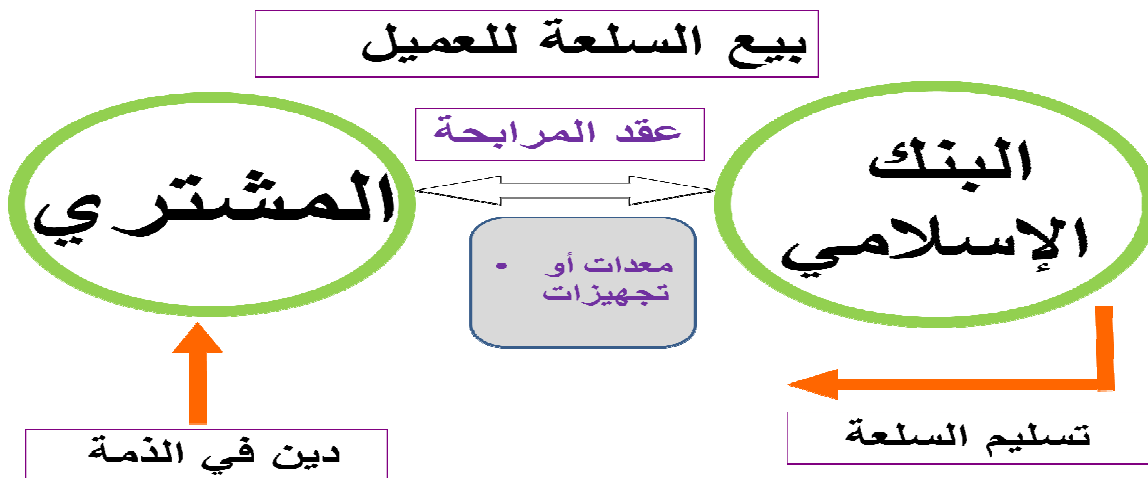 بيع السلعة للعميل
عقد المرابحة
البنك
الإسلامي
المشتري
• معدات أو
تجهيزات
تسليم السلعة
دين في الذمة